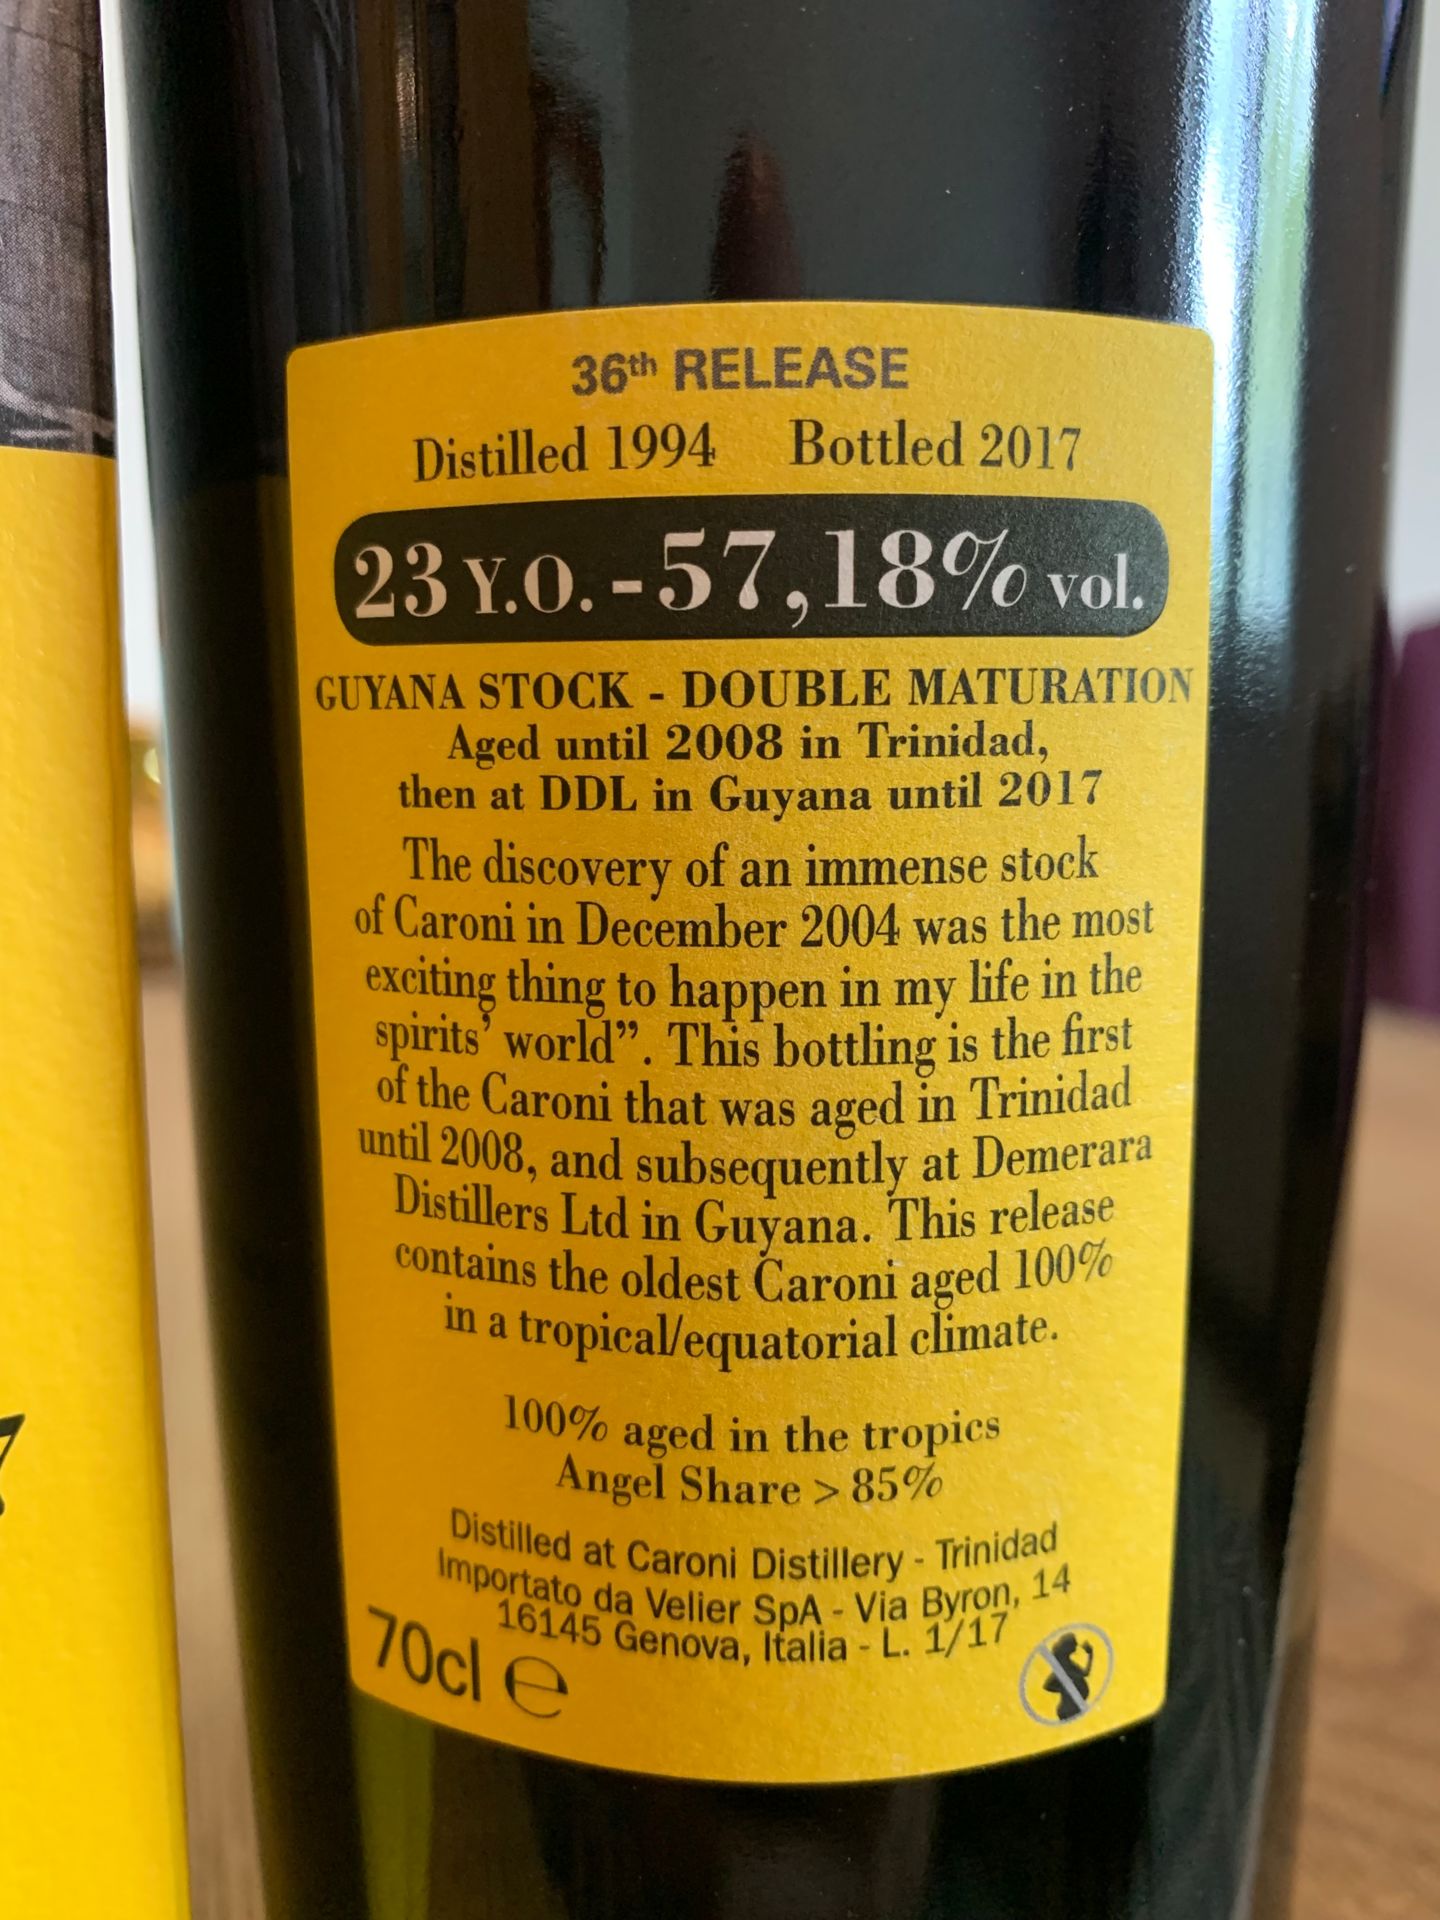 36th RELEASE
Distilled 1994 Bottled 2017
23 Y.O. - 57,18% vol.
GUYANA STOCK - DOUBLE MATURATION
Aged until 2008 in Trinidad,
then at DDL in Guyana until 2017
The discovery of an immense stock
of Caroni in December 2004 was the most
exciting thing to happen in my life in the
spirits’ world”. This bottling is the first
of the Caroni that was aged in Trinidad
until 2008, and subsequently at Demerara
Distillers Ltd in Guyana. This release
contains the oldest Caroni aged 100%
in a tropical/equatorial climate.
100% aged in the tropics
Angel Share > 85%
Distilled at Caroni Distillery - Trinidad
Importato da Velier SpA - Via Byron, 14
16145 Genova, Italia - L. 1/17
70cl ℮